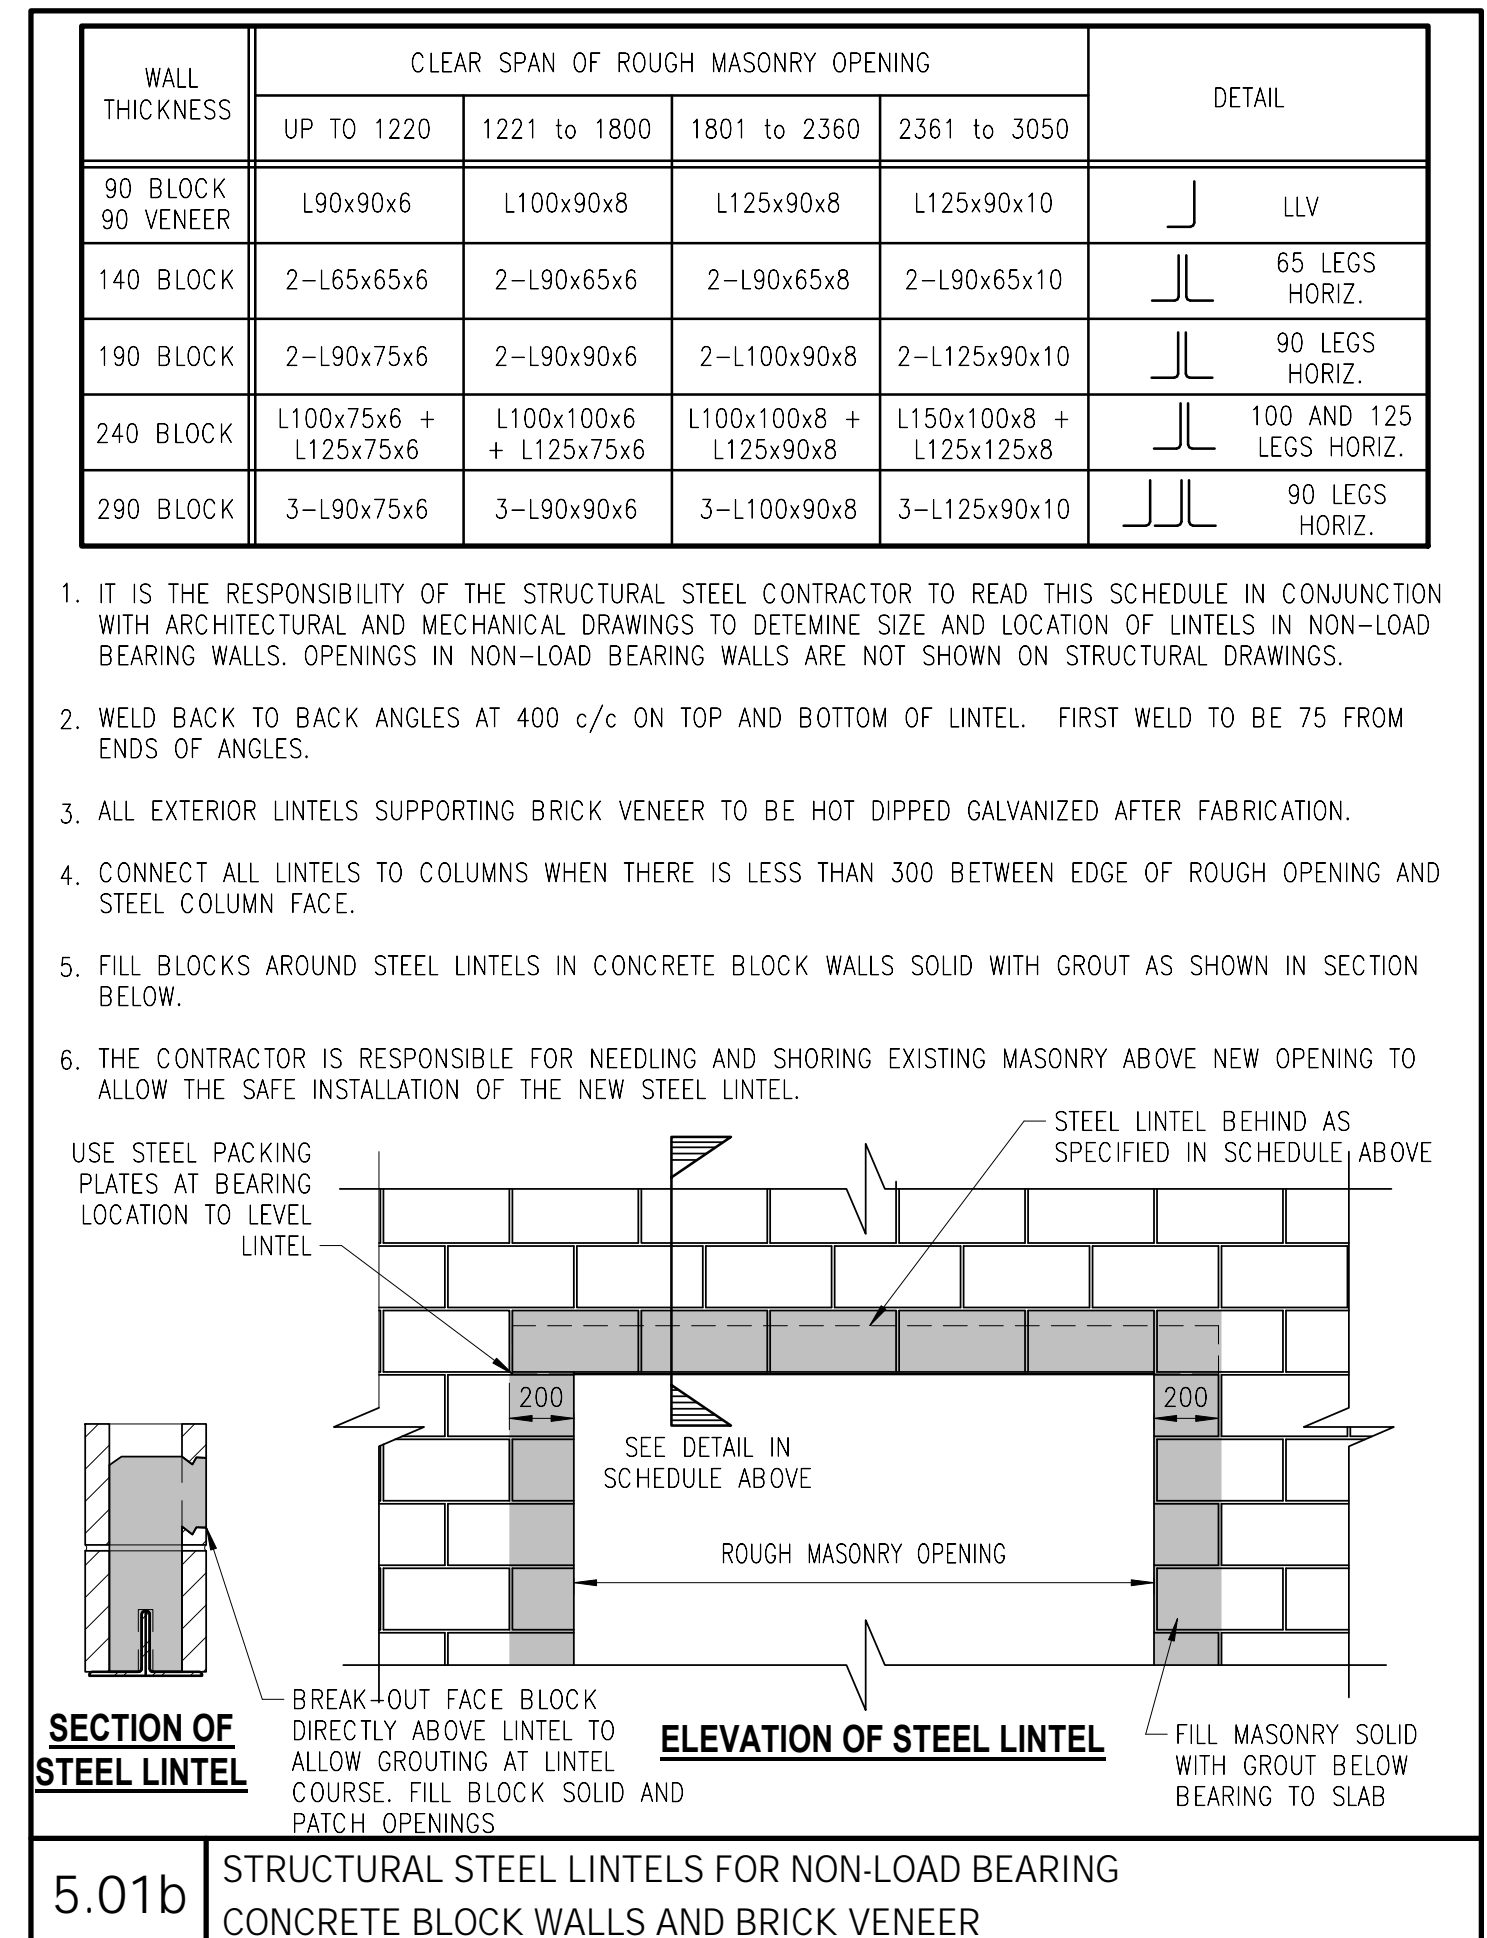 WALL
THICKNESS
CLEAR SPAN OF ROUGH MASONRY OPENING
DETAIL
UP TO 1220
1221 to 1800
1801 to 2360
2361 to 3050
90 BLOCK
90 VENEER
L90x90x6
L100x90x8
L125x90x8
L125x90x10
LLV
140 BLOCK
2-L65x65x6
2-L90x65x6
2-L90x65x8
2-L90x65x10
65 LEGS
HORIZ.
190 BLOCK
2-L90x75x6
2-L90x90x6
2-L100x90x8
2-L125x90x10
90 LEGS
HORIZ.
240 BLOCK
L100x75x6 +
L125x75x6
L100x100x6
+ L125x75x6
L100x100x8 +
L125x90x8
L150x100x8 +
L125x125x8
100 AND 125
LEGS HORIZ.
290 BLOCK
3-L90x75x6
3-L90x90x6
3-L100x90x8
3-L125x90x10
90 LEGS
HORIZ.
1. IT IS THE RESPONSIBILITY OF THE STRUCTURAL STEEL CONTRACTOR TO READ THIS SCHEDULE IN CONJUNCTION
WITH ARCHITECTURAL AND MECHANICAL DRAWINGS TO DETEMINE SIZE AND LOCATION OF LINTELS IN NON-LOAD
BEARING WALLS. OPENINGS IN NON-LOAD BEARING WALLS ARE NOT SHOWN ON STRUCTURAL DRAWINGS.
2. WELD BACK TO BACK ANGLES AT 400 c/c ON TOP AND BOTTOM OF LINTEL. FIRST WELD TO BE 75 FROM
ENDS OF ANGLES.
3. ALL EXTERIOR LINTELS SUPPORTING BRICK VENEER TO BE HOT DIPPED GALVANIZED AFTER FABRICATION.
4. CONNECT ALL LINTELS TO COLUMNS WHEN THERE IS LESS THAN 300 BETWEEN EDGE OF ROUGH OPENING AND
STEEL COLUMN FACE.
5. FILL BLOCKS AROUND STEEL LINTELS IN CONCRETE BLOCK WALLS SOLID WITH GROUT AS SHOWN IN SECTION
BELOW.
6. THE CONTRACTOR IS RESPONSIBLE FOR NEEDLING AND SHORING EXISTING MASONRY ABOVE NEW OPENING TO
ALLOW THE SAFE INSTALLATION OF THE NEW STEEL LINTEL.
STEEL LINTEL BEHIND AS
SPECIFIED IN SCHEDULE ABOVE
USE STEEL PACKING
PLATES AT BEARING
LOCATION TO LEVEL
LINTEL
200
200
SEE DETAIL IN
SCHEDULE ABOVE
ROUGH MASONRY OPENING
SECTION OF
STEEL LINTEL
BREAK-OUT FACE BLOCK
DIRECTLY ABOVE LINTEL TO
ALLOW GROUTING AT LINTEL
COURSE. FILL BLOCK SOLID AND
PATCH OPENINGS
ELEVATION OF STEEL LINTEL
FILL MASONRY SOLID
WITH GROUT BELOW
BEARING TO SLAB
5.01b
STRUCTURAL STEEL LINTELS FOR NON-LOAD BEARING
CONCRETE BLOCK WALLS AND BRICK VENEER